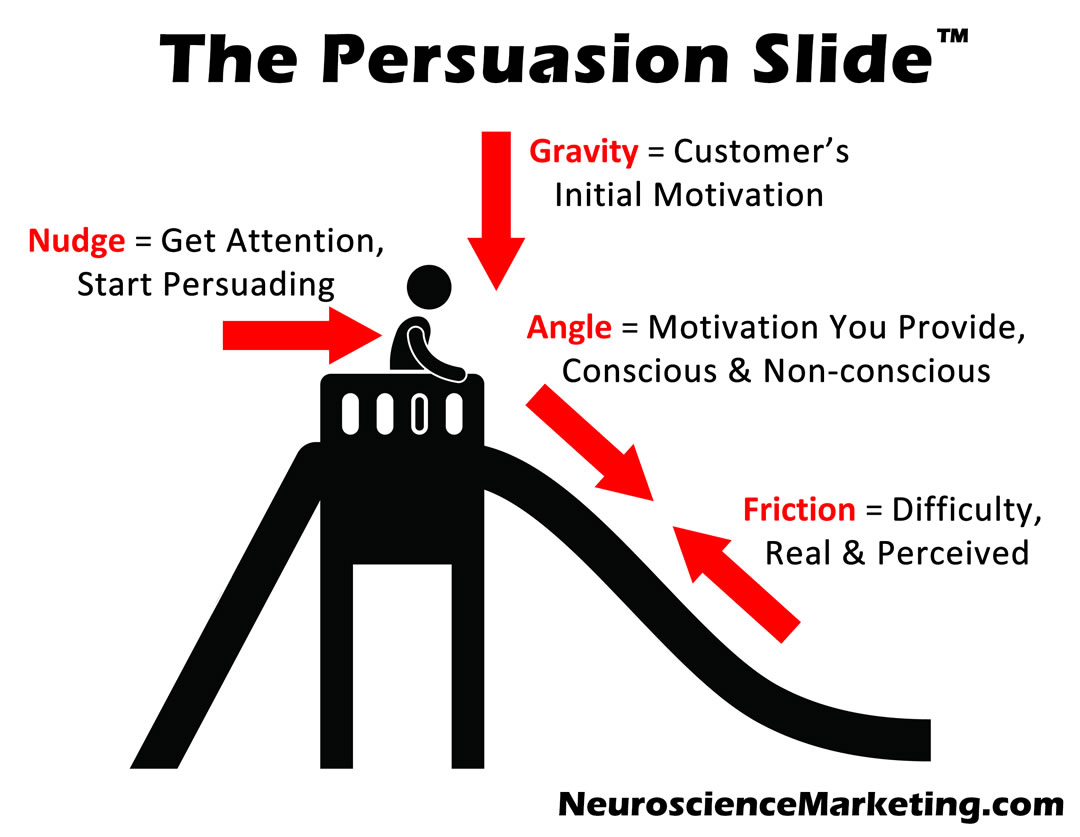 The Persuasion Slide™
Gravity = Customer’s
Initial Motivation
Nudge = Get Attention,
Start Persuading
Angle = Motivation You Provide,
Conscious & Non-conscious
Friction = Difficulty,
Real & Perceived
NeuroscienceMarketing.com